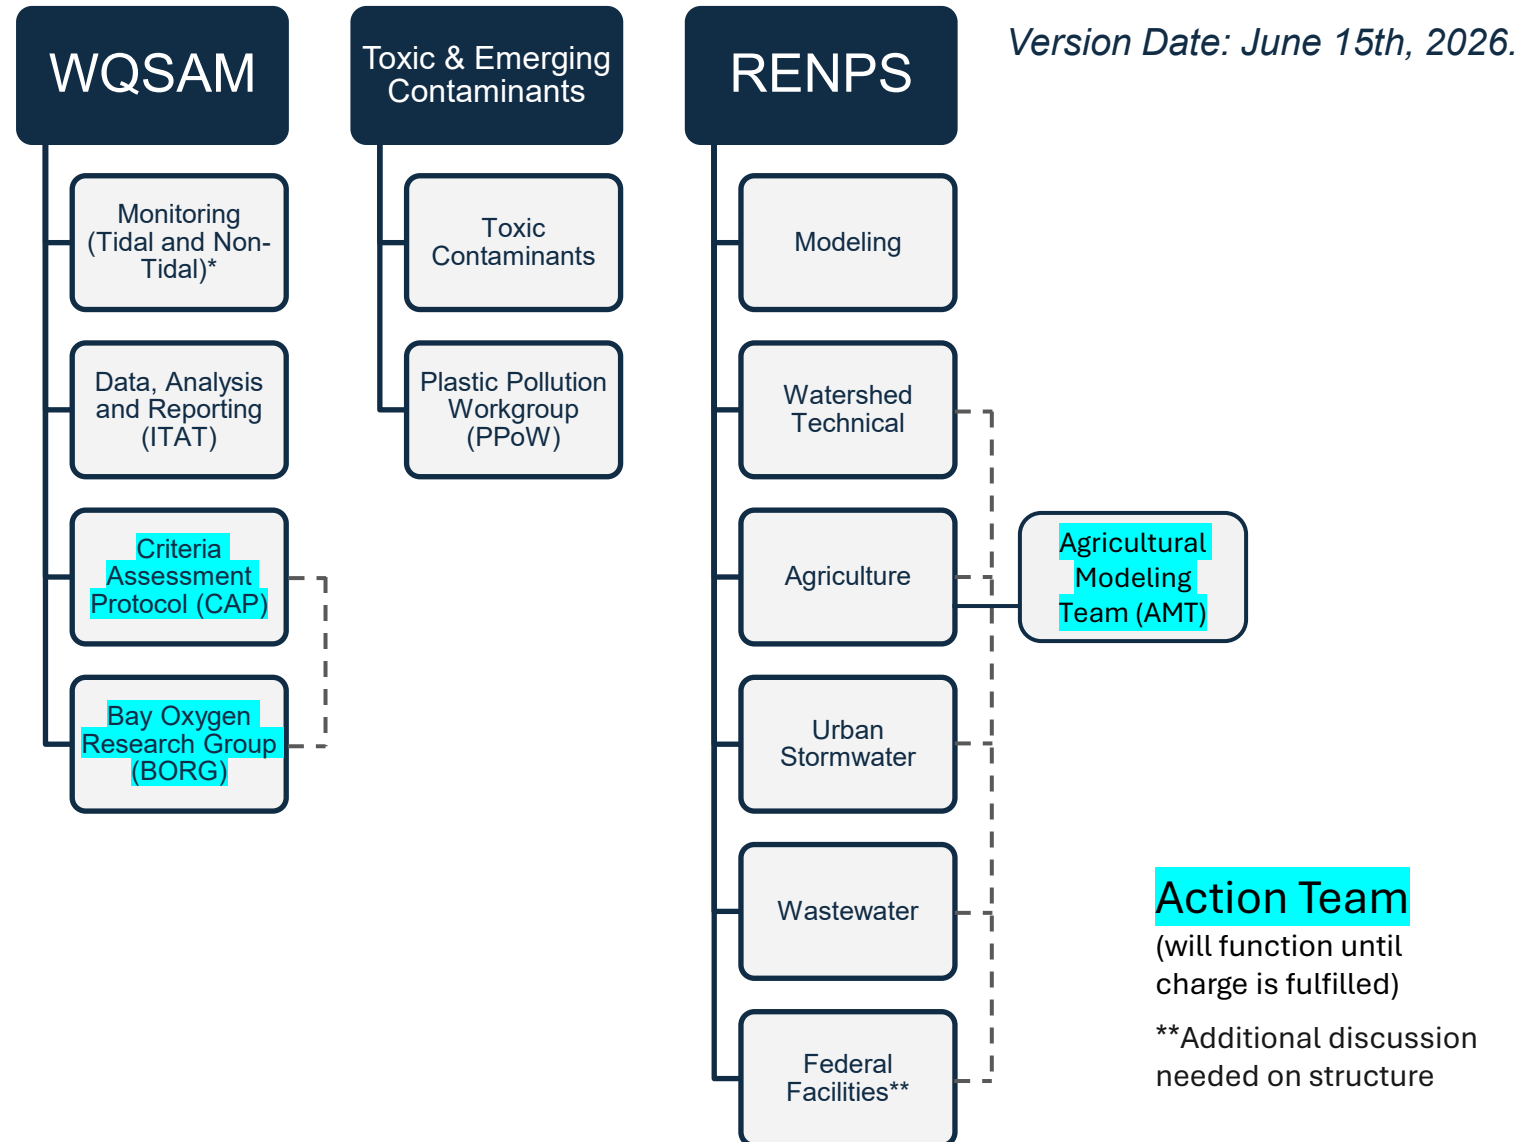 WQSAM
Monitoring
(Tidal and Non-
Tidal)*
Data, Analysis
and Reporting
(ITAT)
Criteria
Assessment
Protocol (CAP)
Bay Oxygen
Research Group
(BORG)
Toxic & Emerging
Contaminants
Toxic
Contaminants
Plastic Pollution
Workgroup
(PPoW)
RENPS
Modeling
Watershed
Technical
Agriculture
Agricultural
Modeling
Team (AMT)
Urban
Stormwater
Wastewater
Federal
Facilities**
Version Date: June 15th, 2026.
Action Team
(will function until
charge is fulfilled)
**Additional discussion
needed on structure